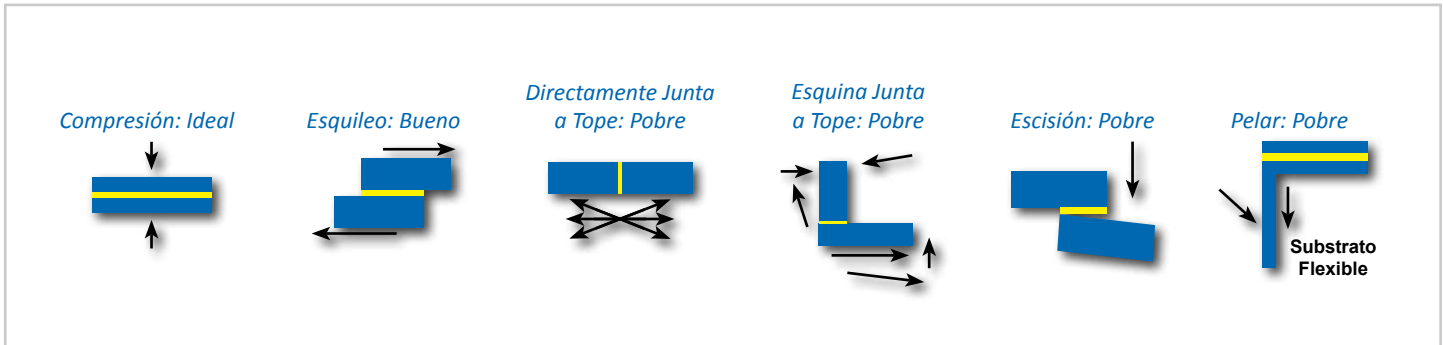 Compresión: Ideal
Esquileo: Bueno
Directamente Junta
a Tope: Pobre
Esquina Junta
a Tope: Pobre
Escisión: Pobre
Pelar: Pobre
Substrato
Flexible